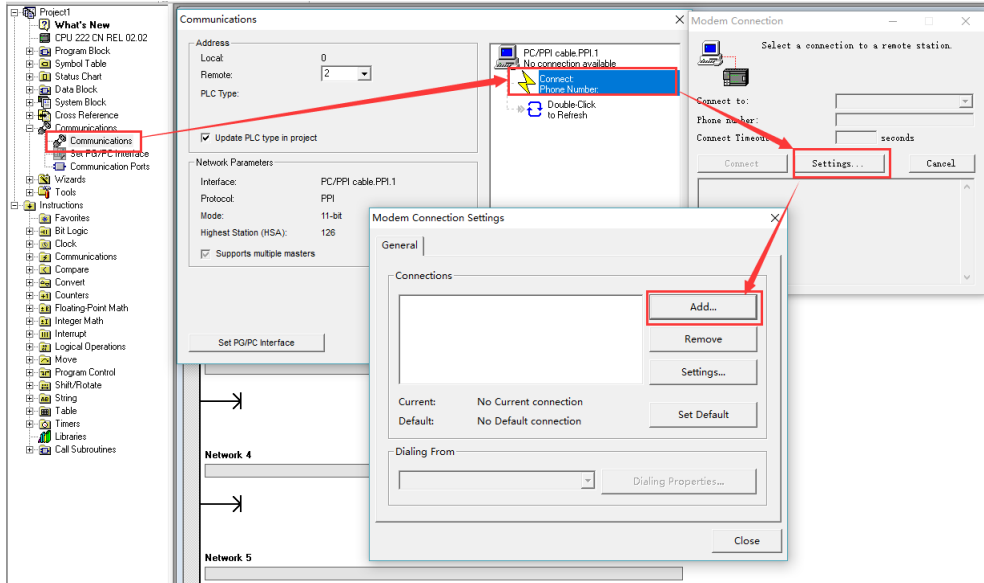 Project1
What's New
CPU 222 CN REL 02.02
Program Block
Symbol Table
Status Chart
Data Block
System Block
Cross Reference
Communications
Communications
Set PG/PC Interface
Communication Ports
Wizards
Tools
Instructions
Favorites
Bit Logic
Clock
Communications
Compare
Convert
Counters
Floating-Point Math
Integer Math
Interrupt
Logical Operations
Move
Program Control
Shift/Rotate
String
Table
Timers
Libraries
Call Subroutines
Communications
Address
Local: 0
Remote: 2
PLC Type:
Update PLC type in project
Network Parameters
Interface: PC/PPI cable.PPI.1
Protocol: PPI
Mode: 11-bit
Highest Station (HSA): 126
Supports multiple masters
Set PG/PC Interface
PC/PPI cable.PPI.1
No connection available
Connect:
Phone Number:
Double-Click
to Refresh
Modem Connection
Select a connection to a remote station.
Connect to:
Phone number:
Connect Timeout: seconds
Connect Settings... Cancel
Modem Connection Settings
General
Connections
Add...
Remove
Settings...
Set Default
Current: No Current connection
Default: No Default connection
Dialing From
Dialing Properties...
Close
Network 4
Network 5